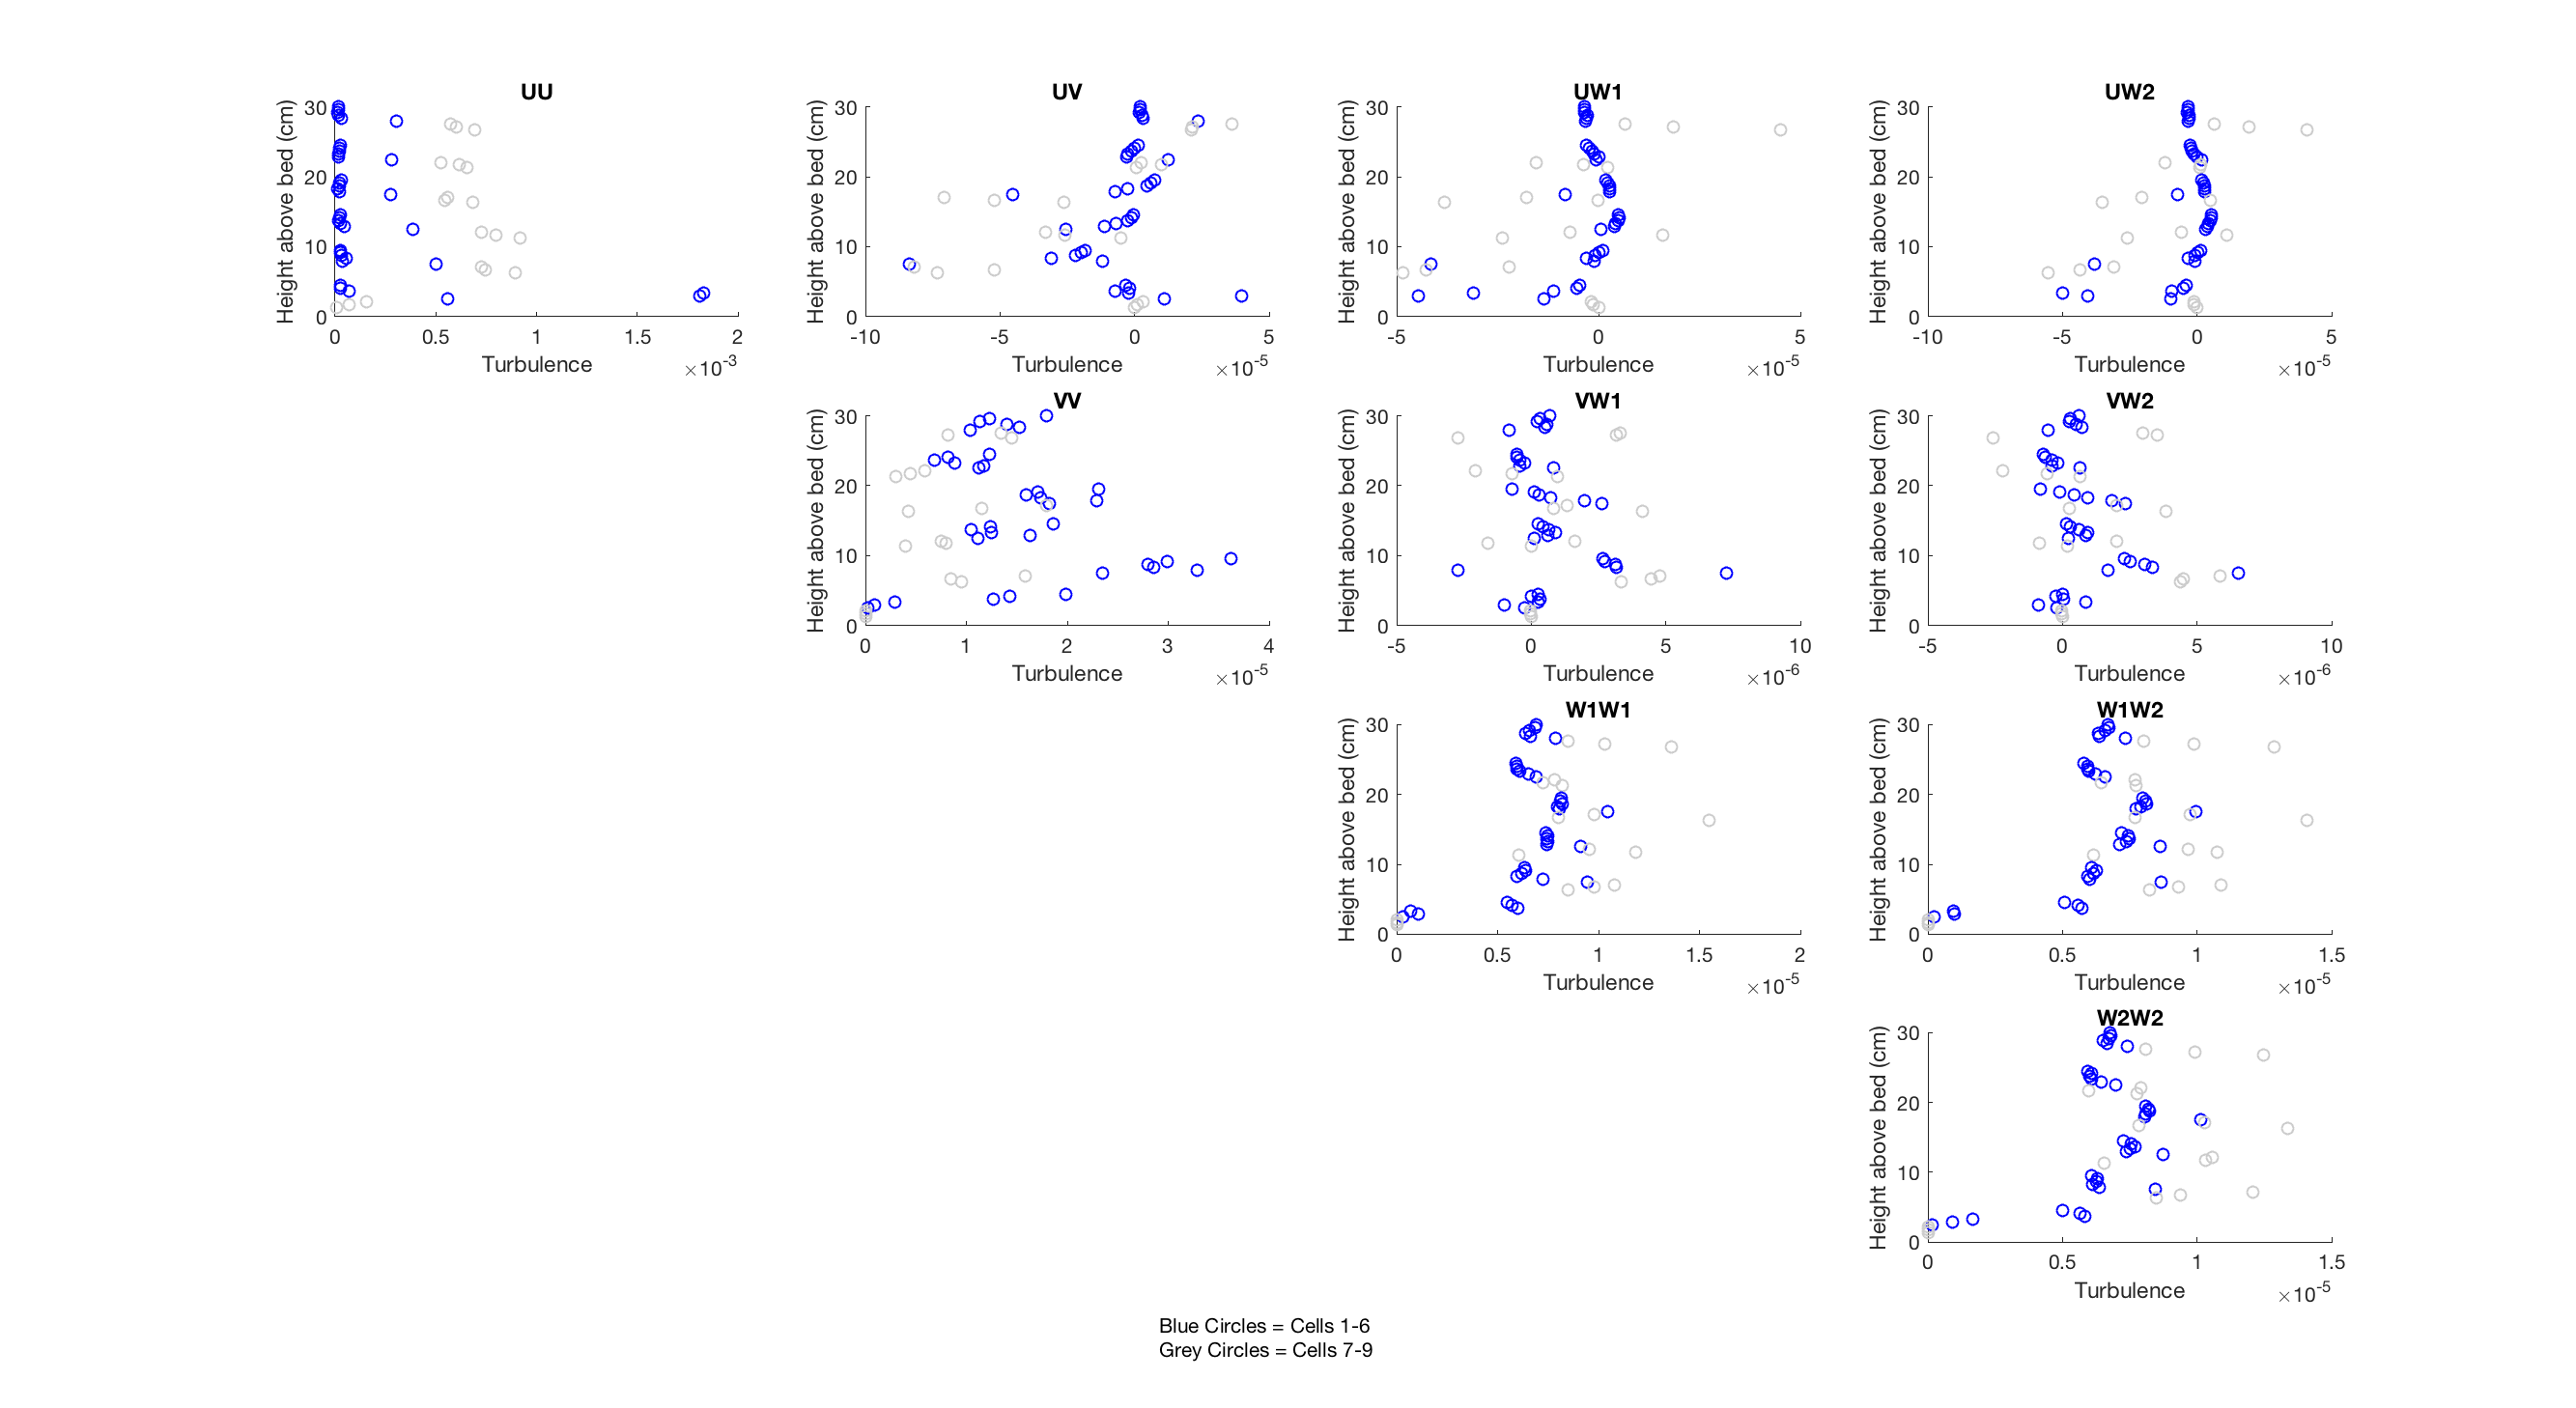 UU
UV
UW1
UW2
Height above bed (cm)
30
20
10
0
0
0.5
1
1.5
2
Turbulence
×10-3
Height above bed (cm)
30
20
10
0
-10
-5
0
5
Turbulence
×10-5
Height above bed (cm)
30
20
10
0
-5
0
5
Turbulence
×10-5
Height above bed (cm)
30
20
10
0
-10
-5
0
5
Turbulence
×10-5
VV
VW1
VW2
Height above bed (cm)
30
20
10
0
0
1
2
3
4
Turbulence
×10-5
Height above bed (cm)
30
20
10
0
-5
0
5
10
Turbulence
×10-6
Height above bed (cm)
30
20
10
0
-5
0
5
10
Turbulence
×10-6
W1W1
W1W2
Height above bed (cm)
30
20
10
0
0
0.5
1
1.5
2
Turbulence
×10-5
Height above bed (cm)
30
20
10
0
0
0.5
1
1.5
Turbulence
×10-5
W2W2
Height above bed (cm)
30
20
10
0
0
0.5
1
1.5
Turbulence
×10-5
Blue Circles = Cells 1-6
Grey Circles = Cells 7-9